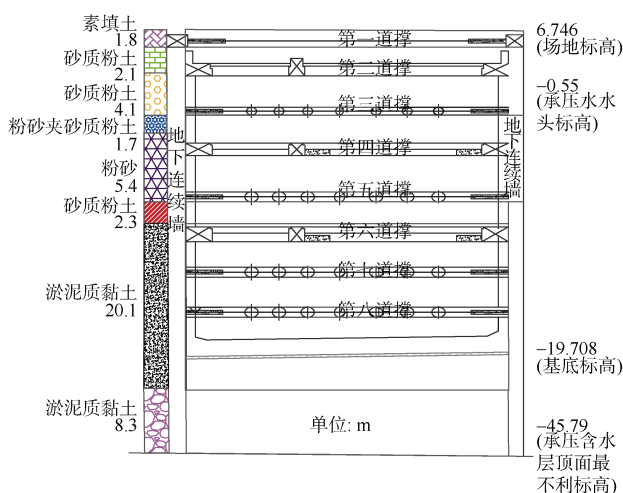 素填土
1.8
砂质粉土
2.1
砂质粉土
4.1
粉砂夹砂质粉土
1.7
粉砂
5.4
砂质粉土
2.3
淤泥质黏土
20.1
淤泥质黏土
8.3
地下连续墙
第一道撑
第二道撑
第三道撑
第四道撑
第五道撑
第六道撑
第七道撑
第八道撑
单位: m
地下连续墙
6.746
(场地标高)
−0.55
(承压水水
头标高)
−19.708
(基底标高)
−45.79
(承压含水
层顶面最
不利标高)